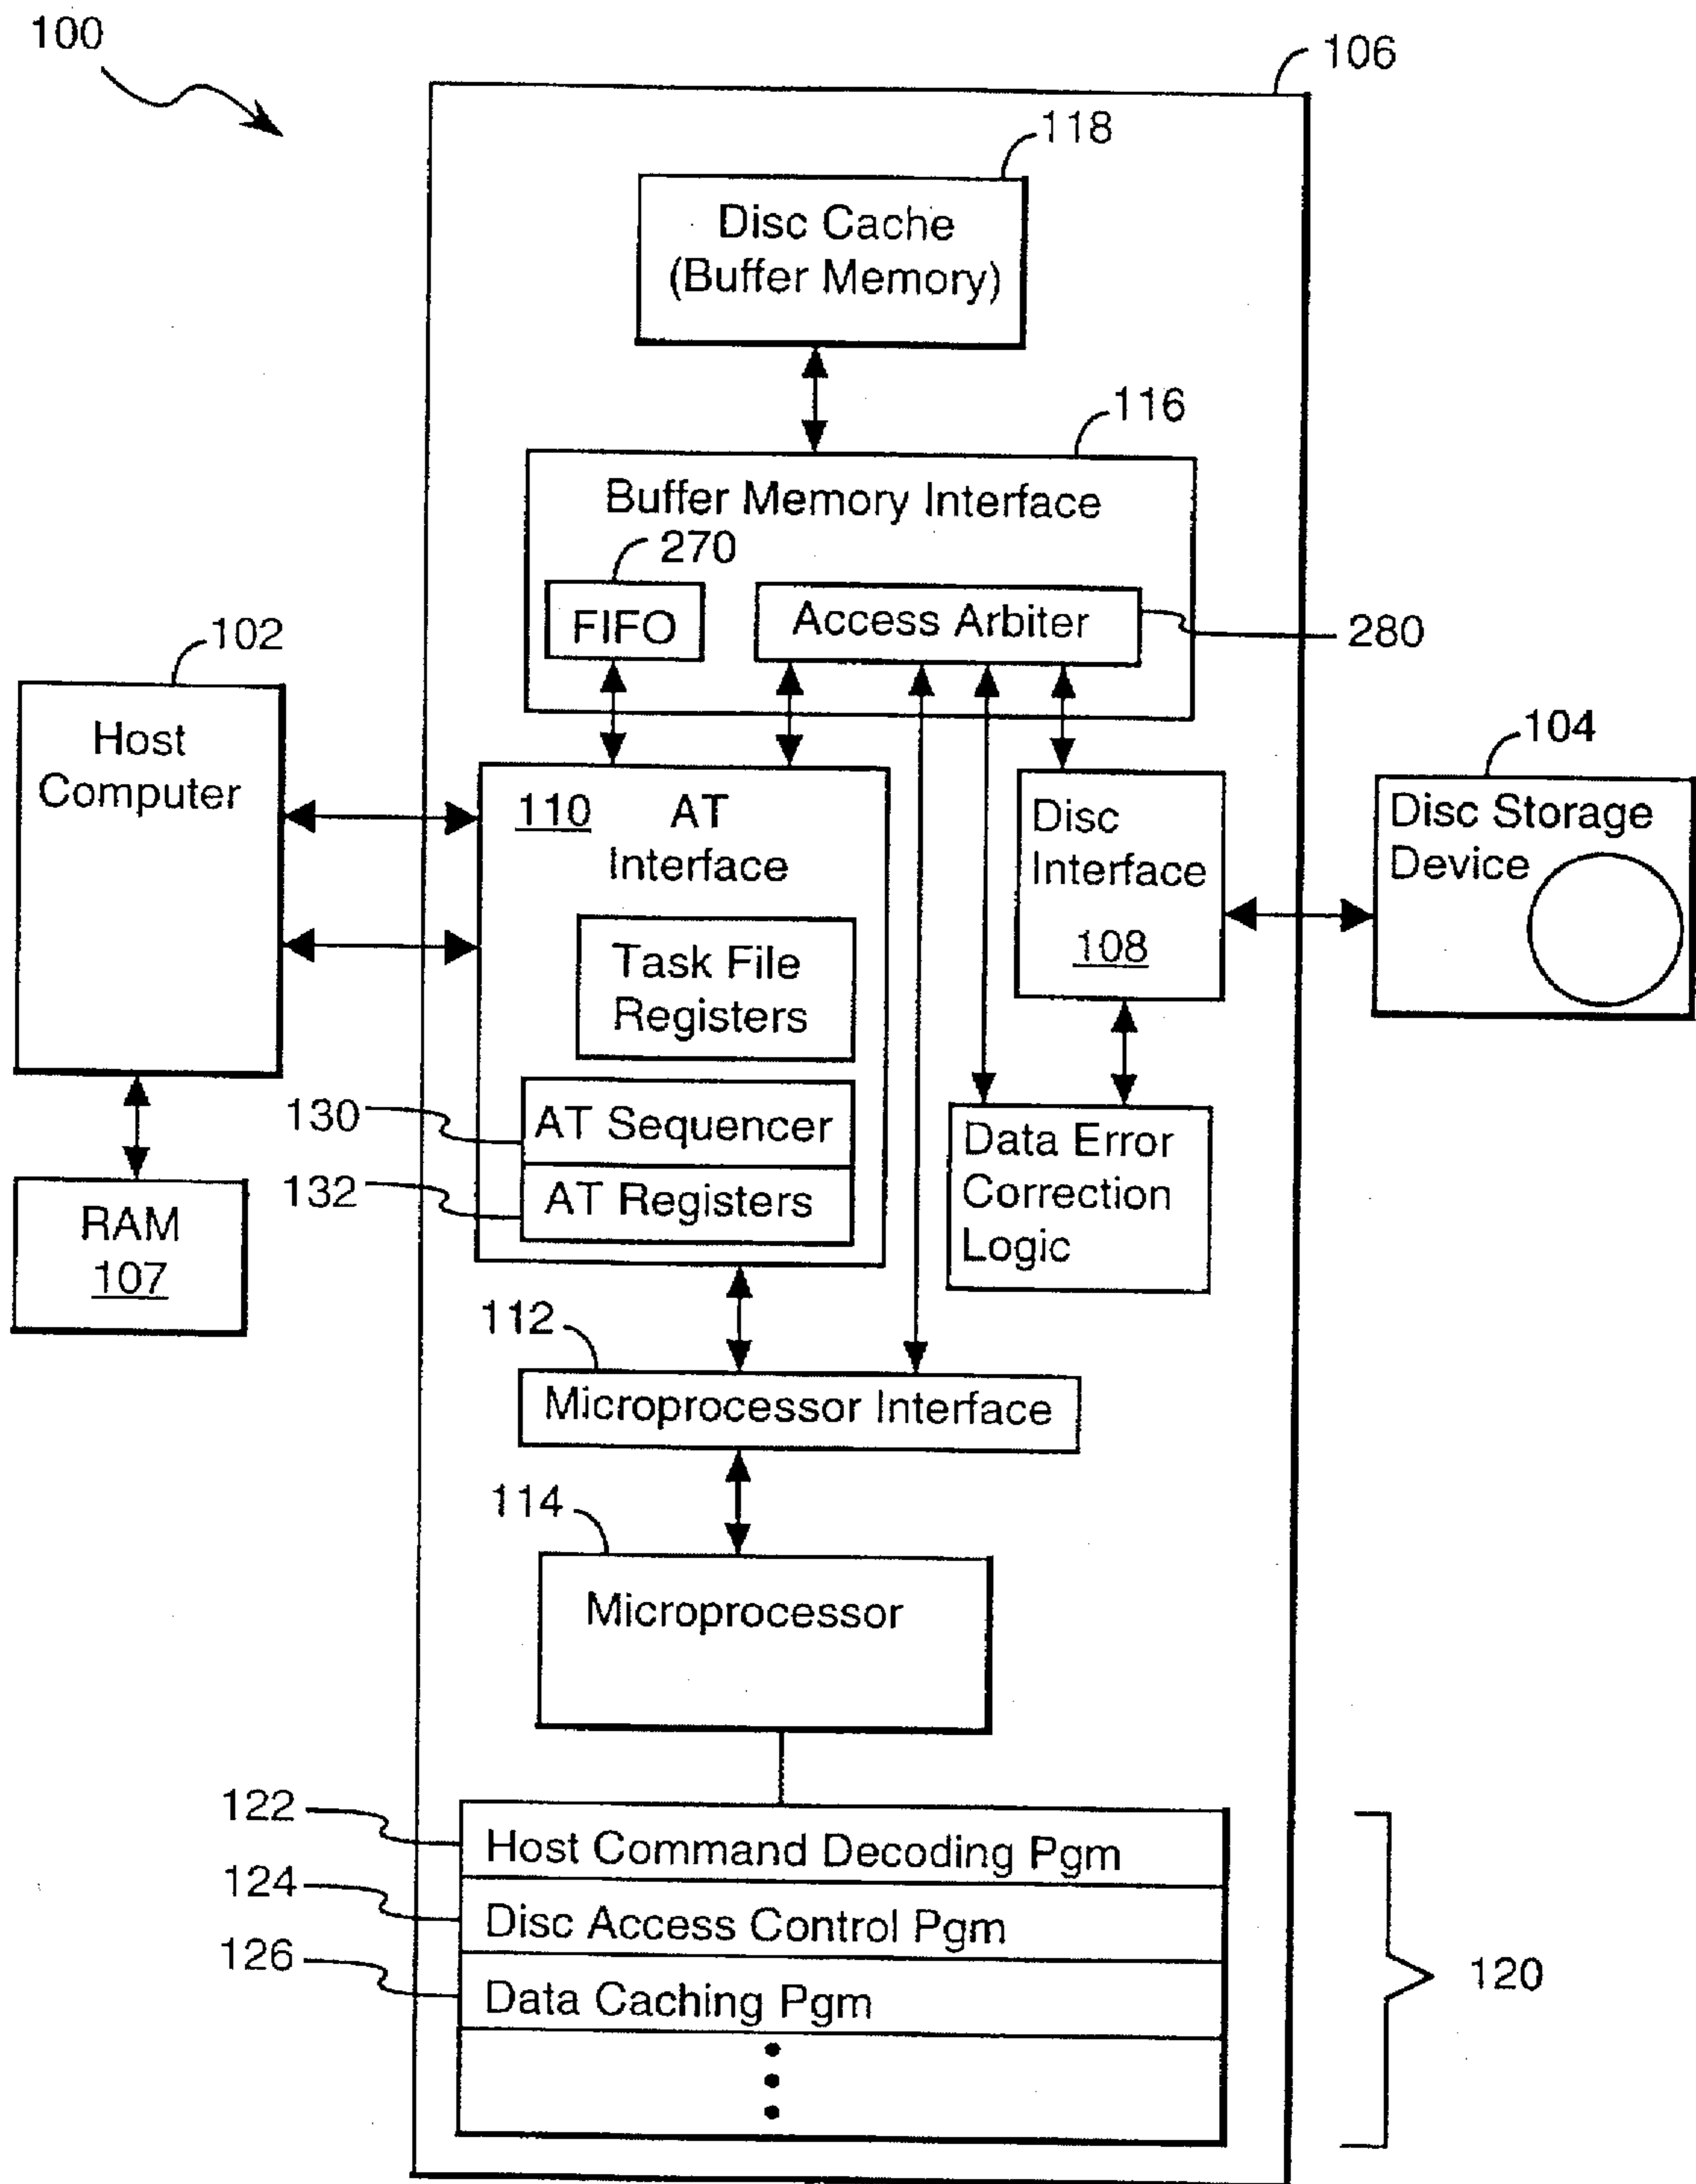 100
106
118
Disc Cache
(Buffer Memory)
116
Buffer Memory Interface
270
FIFO
Access Arbiter
280
102
Host
Computer
104
Disc Storage
Device
110 AT
Interface
Disc
Interface
108
Task File
Registers
130
AT Sequencer
132
AT Registers
Data Error
Correction
Logic
RAM
107
112
Microprocessor Interface
114
Microprocessor
122
Host Command Decoding Pgm
124
Disc Access Control Pgm
126
Data Caching Pgm
120